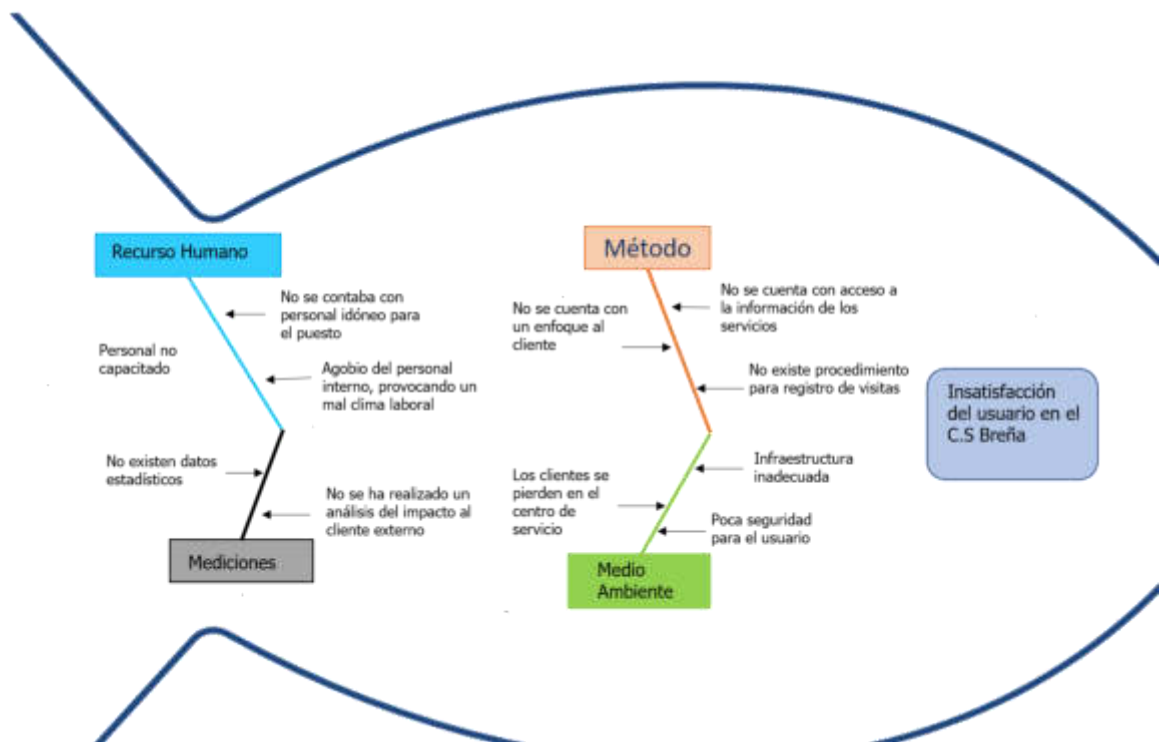 Recurso Humano
No se contaba con
personal idóneo para
el puesto
Personal no
capacitado
Agobio del personal
interno, provocando un
mal clima laboral
No existen datos
estadísticos
No se ha realizado un
análisis del impacto al
cliente externo
Mediciones
Método
No se cuenta con acceso a
la información de los
servicios
No se cuenta con
un enfoque al
cliente
No existe procedimiento
para registro de visitas
Infraestructura
inadecuada
Los clientes se
pierden en el
centro de
servicio
Poca seguridad
para el usuario
Medio
Ambiente
Insatisfacción
del usuario en el
C.S Breña